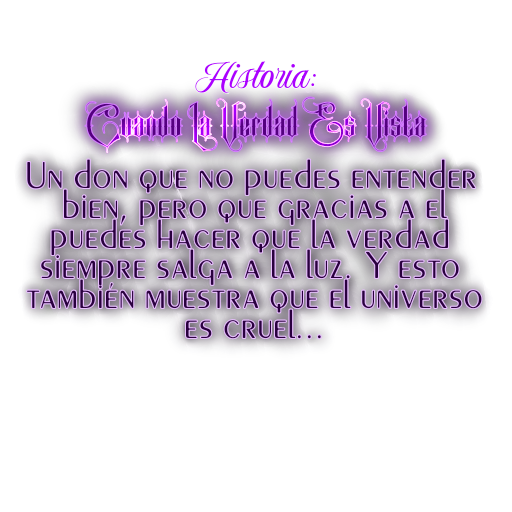 Historia:
Cuando La Verdad Es Vista
Un don que no puedes entender
bien, pero que gracias a el
puedes hacer que la verdad
siempre salga a la luz. Y esto
también muestra que el universo
es cruel...